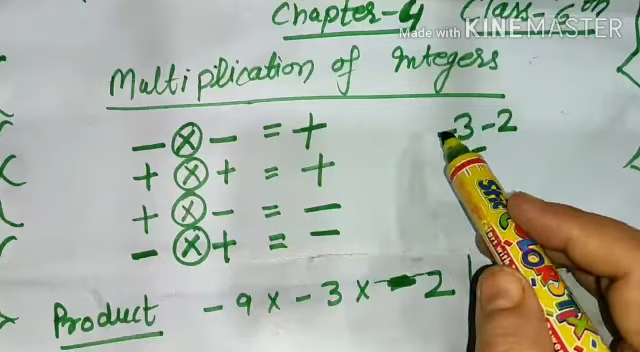 Chapter-4 Class-6th
Made with KINEMASTER
Multiplication of Integers
- × - = +
-3-2
+ × + = +
+ × - = -
- × + = -
Product -9 × -3 × -2